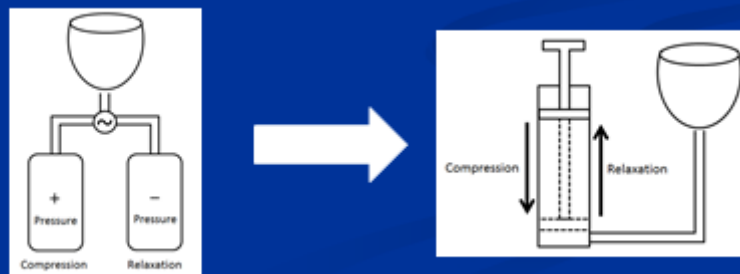 +
Pressure
−
Pressure
Compression
Relaxation
Compression
Relaxation